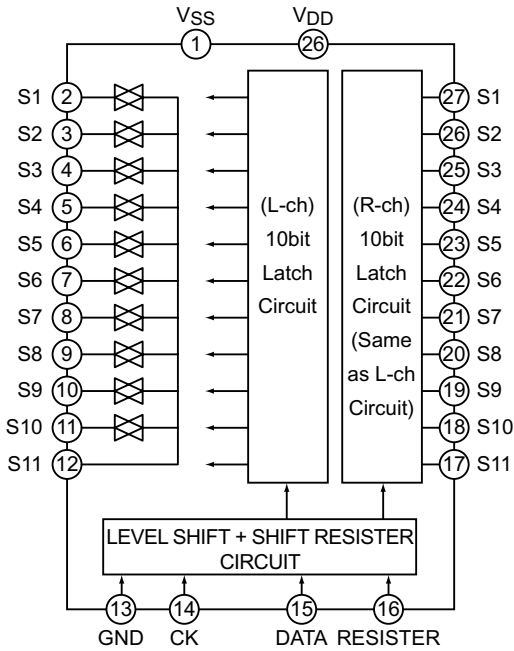 VSS VDD
1 26
S1 2 27 S1
S2 3 26 S2
S3 4 25 S3
S4 5 24 S4
S5 6 23 S5
S6 7 22 S6
S7 8 21 S7
S8 9 20 S8
S9 10 19 S9
S10 11 18 S10
S11 12 17 S11
(L-ch)
10bit
Latch
Circuit
(R-ch)
10bit
Latch
Circuit
(Same
as L-ch
Circuit)
LEVEL SHIFT + SHIFT RESISTER
CIRCUIT
13 14 15 16
GND CK DATA RESISTER